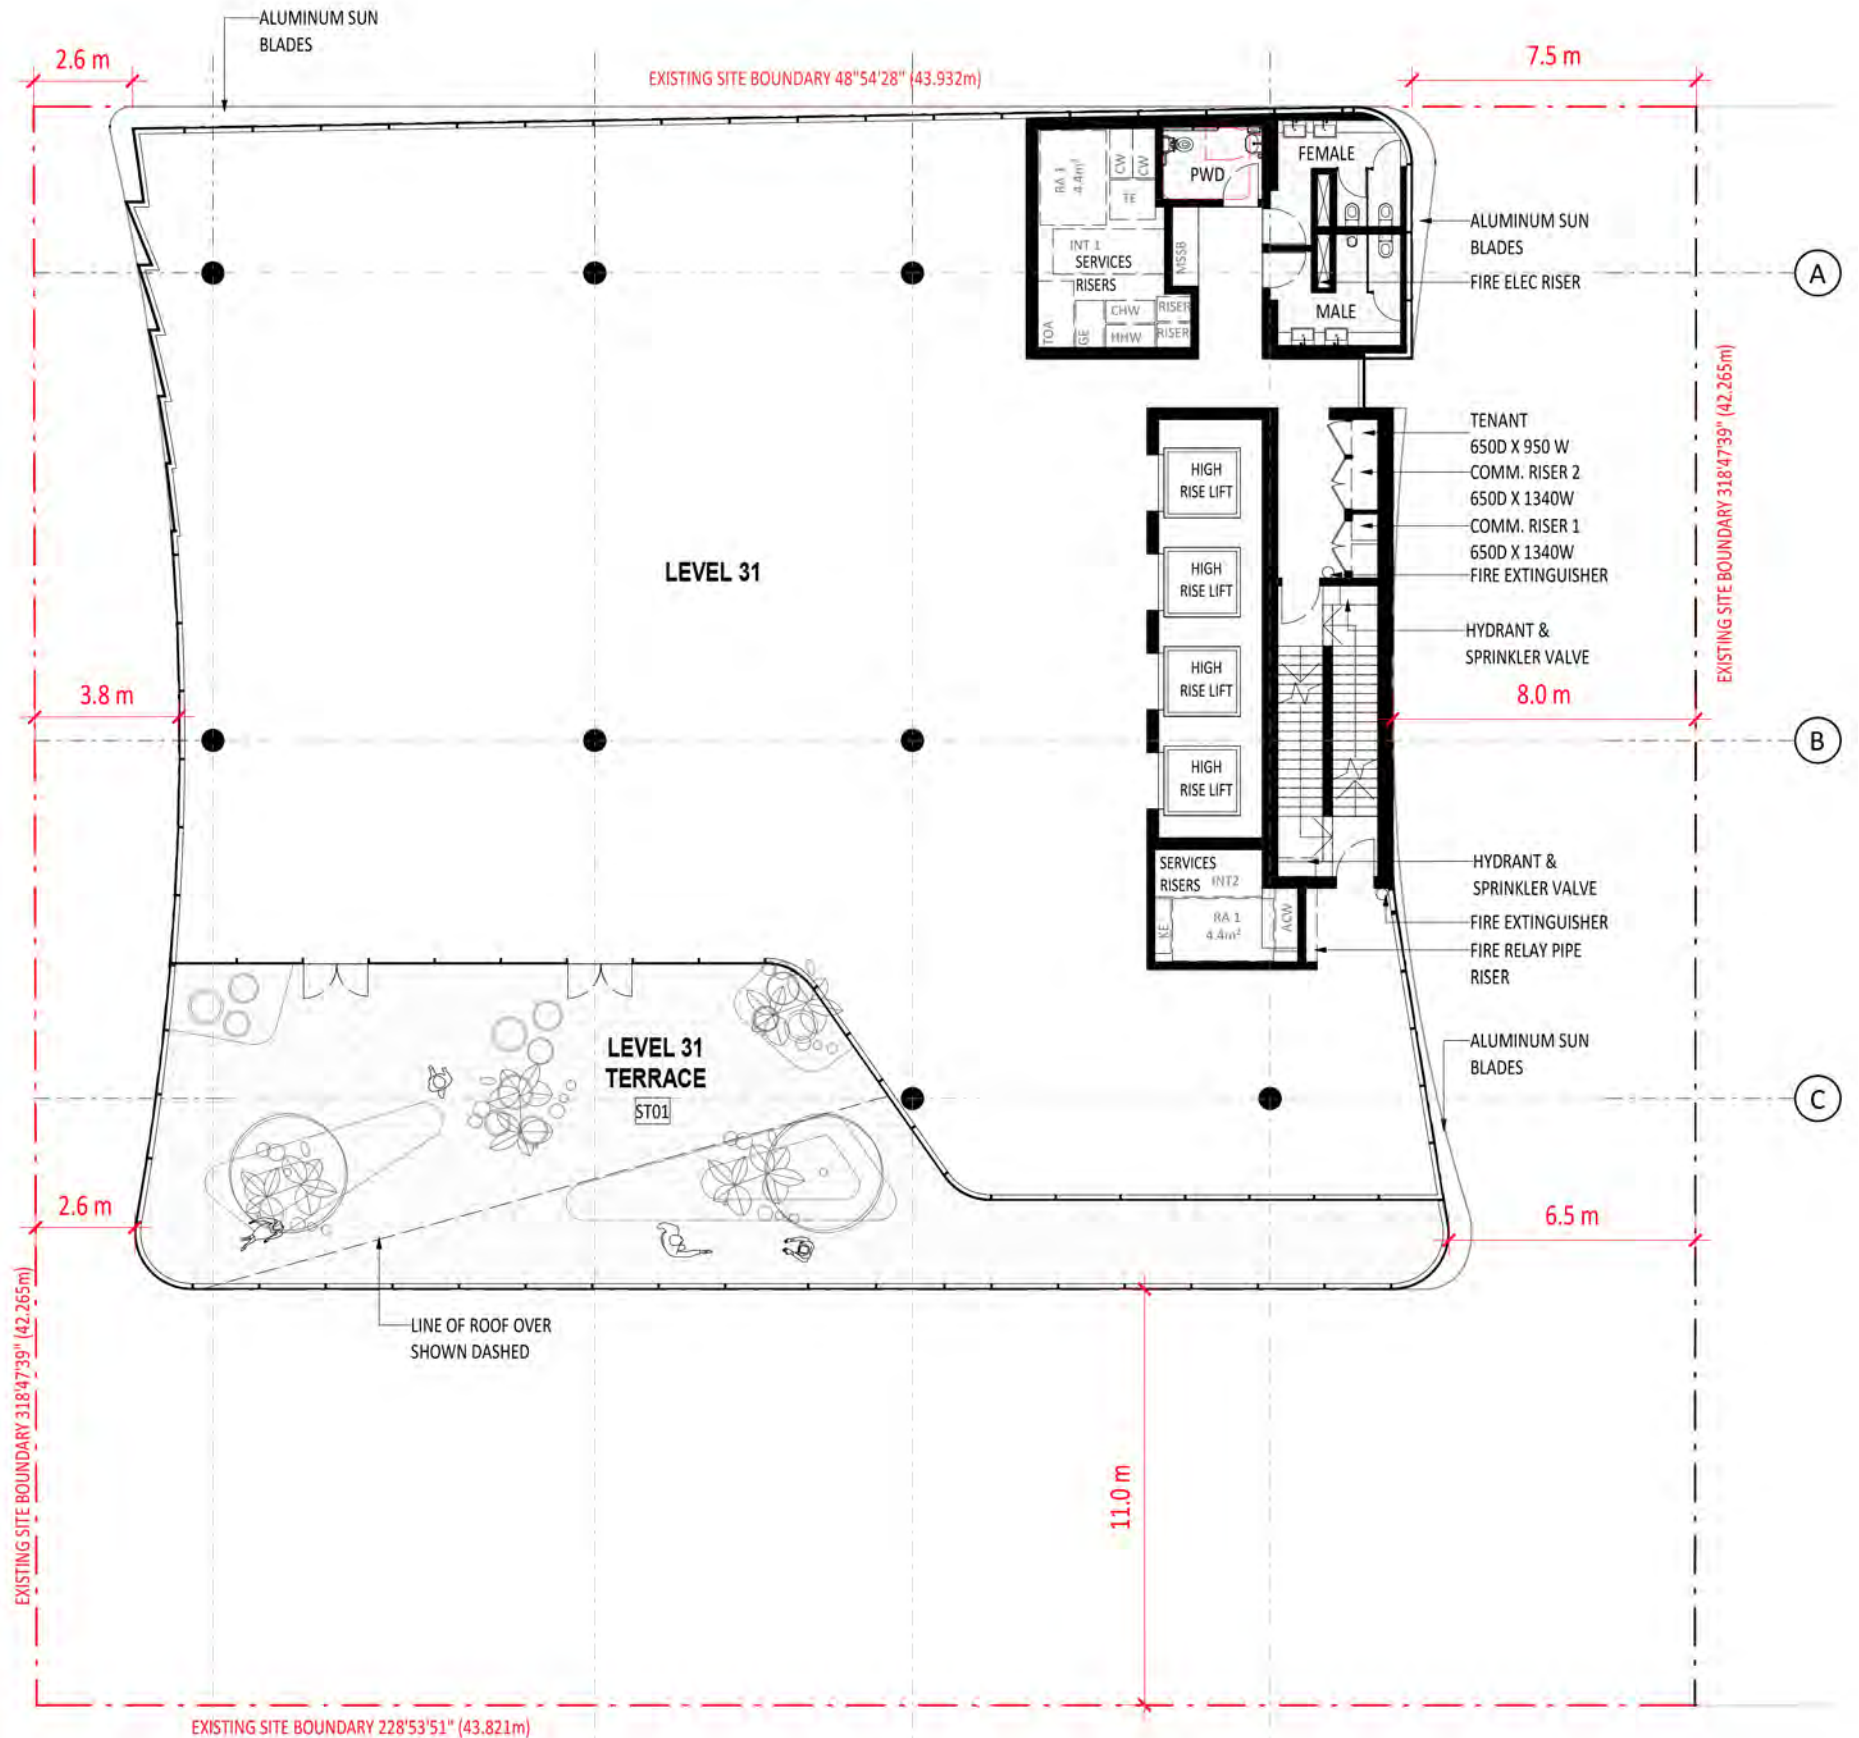 ALUMINUM SUN
BLADES
2.6 m
EXISTING SITE BOUNDARY 48°54'28" (43.932m)
7.5 m
RA 1
4.4m²
CW
CW
TE
PWD
FEMALE
INT 1
SERVICES
RISERS
MSSB
TOA
GE
CHW
HHW
RISER
RISER
MALE
ALUMINUM SUN
BLADES
FIRE ELEC RISER
A
EXISTING SITE BOUNDARY 318°47'39" (42.265m)
TENANT
650D X 950 W
COMM. RISER 2
650D X 1340W
COMM. RISER 1
650D X 1340W
FIRE EXTINGUISHER
HYDRANT &
SPRINKLER VALVE
HIGH
RISE LIFT
HIGH
RISE LIFT
HIGH
RISE LIFT
HIGH
RISE LIFT
LEVEL 31
3.8 m
8.0 m
B
SERVICES
RISERS
INT2
KE
RA 1
4.4m²
ACW
HYDRANT &
SPRINKLER VALVE
FIRE EXTINGUISHER
FIRE RELAY PIPE
RISER
LEVEL 31
TERRACE
ST01
ALUMINUM SUN
BLADES
C
2.6 m
6.5 m
LINE OF ROOF OVER
SHOWN DASHED
EXISTING SITE BOUNDARY 318°47'39" (42.265m)
11.0 m
EXISTING SITE BOUNDARY 228°53'51" (43.821m)